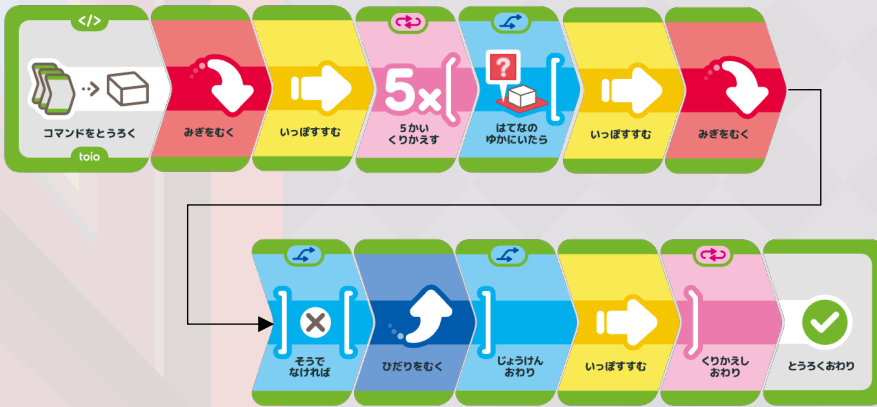 </>
コマンドをとうろく
toio
みぎをむく
いっぽすすむ
5x
5かい
くりかえす
?
はてなの
ゆかにいたら
いっぽすすむ
みぎをむく
そうで
なければ
ひだりをむく
じょうけん
おわり
いっぽすすむ
くりかえし
おわり
とうろくおわり